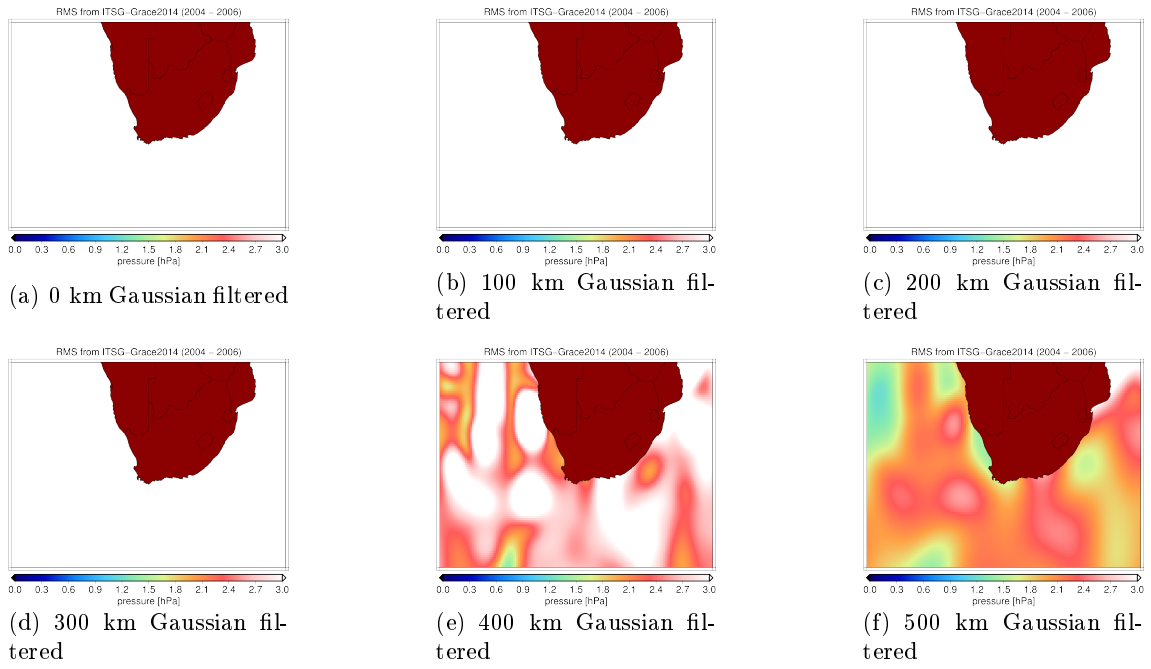 RMS from ITSG-Grace2014 (2004 - 2006)
0.0 0.3 0.6 0.9 1.2 1.5 1.8 2.1 2.4 2.7 3.0
pressure [hPa]
(a) 0 km Gaussian filtered
RMS from ITSG-Grace2014 (2004 - 2006)
0.0 0.3 0.6 0.9 1.2 1.5 1.8 2.1 2.4 2.7 3.0
pressure [hPa]
(b) 100 km Gaussian fil-
tered
RMS from ITSG-Grace2014 (2004 - 2006)
0.0 0.3 0.6 0.9 1.2 1.5 1.8 2.1 2.4 2.7 3.0
pressure [hPa]
(c) 200 km Gaussian fil-
tered
RMS from ITSG-Grace2014 (2004 - 2006)
0.0 0.3 0.6 0.9 1.2 1.5 1.8 2.1 2.4 2.7 3.0
pressure [hPa]
(d) 300 km Gaussian fil-
tered
RMS from ITSG-Grace2014 (2004 - 2006)
0.0 0.3 0.6 0.9 1.2 1.5 1.8 2.1 2.4 2.7 3.0
pressure [hPa]
(e) 400 km Gaussian fil-
tered
RMS from ITSG-Grace2014 (2004 - 2006)
0.0 0.3 0.6 0.9 1.2 1.5 1.8 2.1 2.4 2.7 3.0
pressure [hPa]
(f) 500 km Gaussian fil-
tered